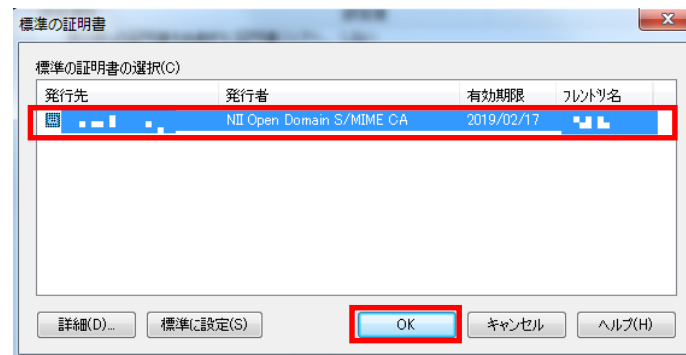 標準の証明書
標準の証明書の選択(C)
発行先 発行者 有効期限 フレンドリ名
NII Open Domain S/MIME CA 2019/02/17
詳細(D)... 標準に設定(S) OK キャンセル ヘルプ(H)